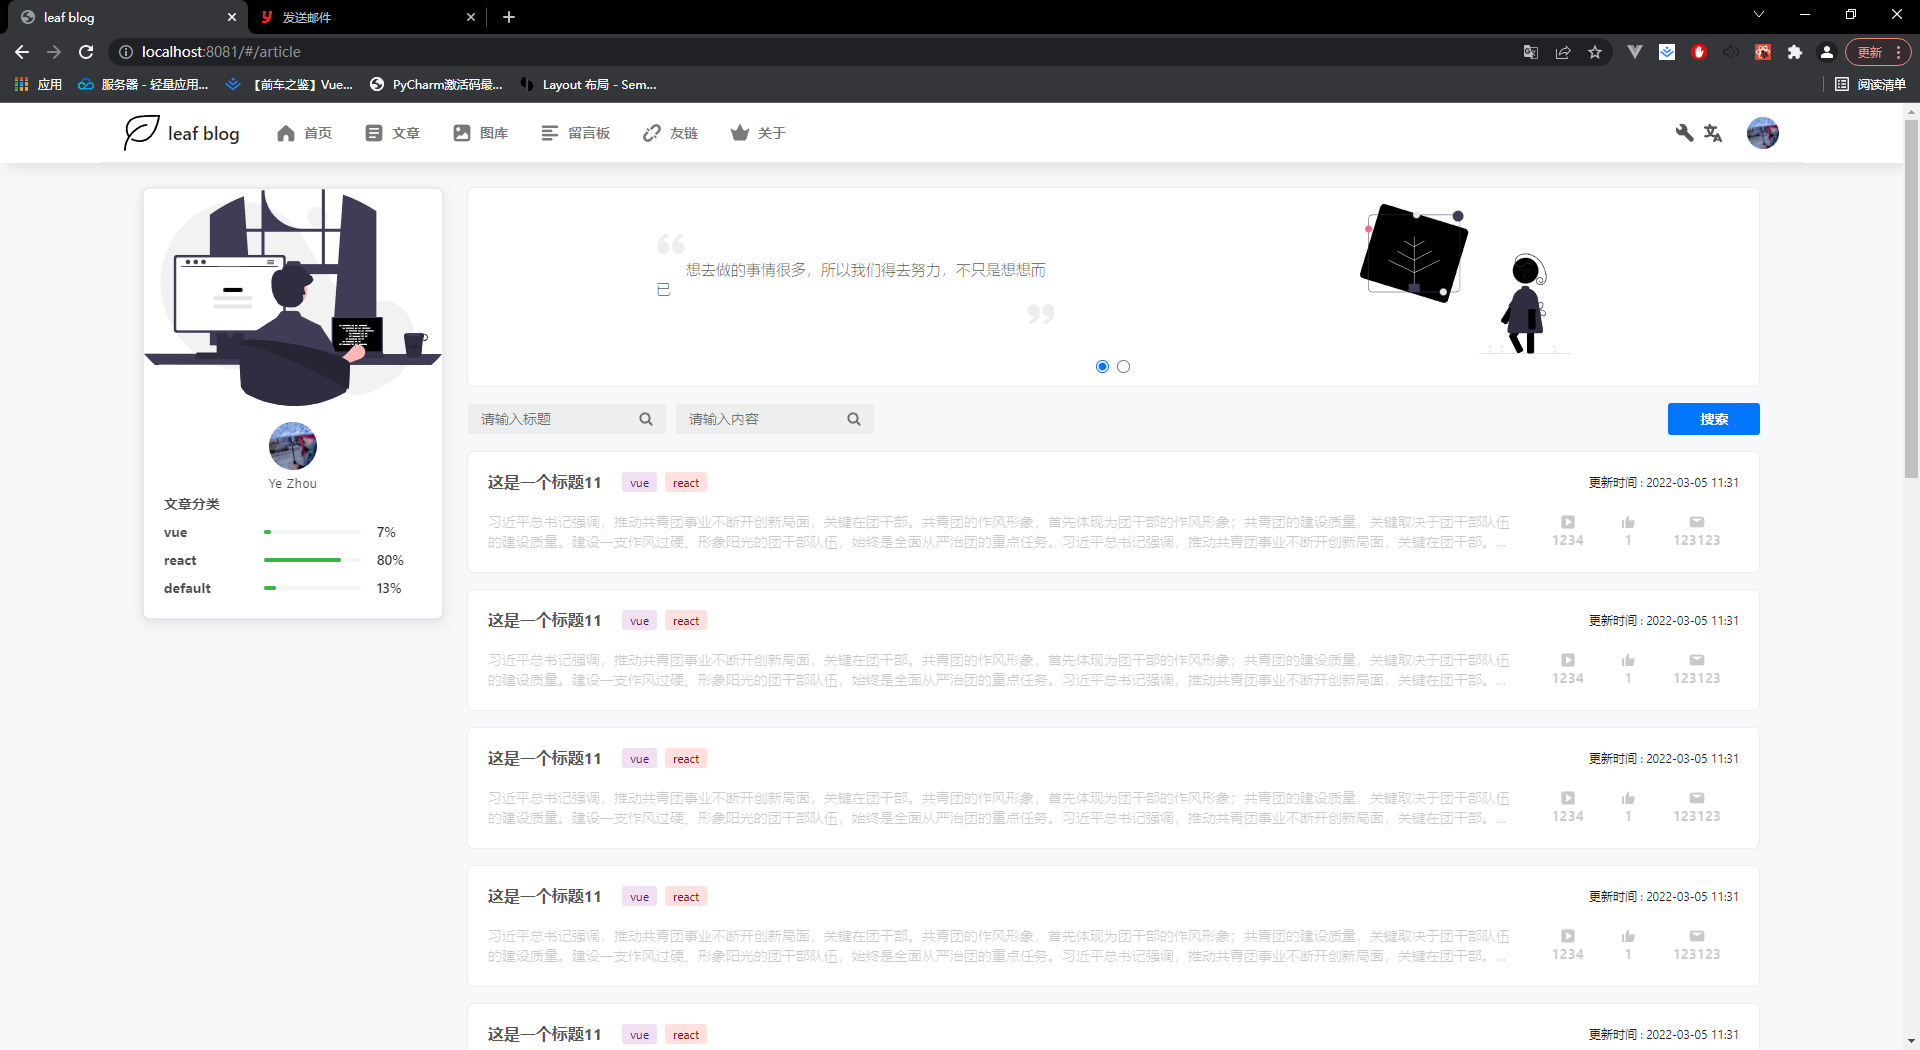 leaf blog
发送邮件
localhost:8081/#/article
更新
应用
服务器 - 轻量应用...
【前车之鉴】Vue...
PyCharm激活码最...
Layout 布局 - Sem...
阅读清单
leaf blog
首页
文章
图库
留言板
友链
关于
Ye Zhou
文章分类
vue 7%
react 80%
default 13%
“
想去做的事情很多，所以我们得去努力，不只是想想而
已
”
请输入标题
请输入内容
搜索
这是一个标题11 vue react 更新时间 : 2022-03-05 11:31
习近平总书记强调，推动共青团事业不断开创新局面，关键在团干部。共青团的作风形象，首先体现为团干部的作风形象；共青团的建设质量，关键取决于团干部队伍
的建设质量。建设一支作风过硬、形象阳光的团干部队伍，始终是全面从严治团的重点任务。习近平总书记强调，推动共青团事业不断开创新局面，关键在团干部。...
1234 1 123123
这是一个标题11 vue react 更新时间 : 2022-03-05 11:31
习近平总书记强调，推动共青团事业不断开创新局面，关键在团干部。共青团的作风形象，首先体现为团干部的作风形象；共青团的建设质量，关键取决于团干部队伍
的建设质量。建设一支作风过硬、形象阳光的团干部队伍，始终是全面从严治团的重点任务。习近平总书记强调，推动共青团事业不断开创新局面，关键在团干部。...
1234 1 123123
这是一个标题11 vue react 更新时间 : 2022-03-05 11:31
习近平总书记强调，推动共青团事业不断开创新局面，关键在团干部。共青团的作风形象，首先体现为团干部的作风形象；共青团的建设质量，关键取决于团干部队伍
的建设质量。建设一支作风过硬、形象阳光的团干部队伍，始终是全面从严治团的重点任务。习近平总书记强调，推动共青团事业不断开创新局面，关键在团干部。...
1234 1 123123
这是一个标题11 vue react 更新时间 : 2022-03-05 11:31
习近平总书记强调，推动共青团事业不断开创新局面，关键在团干部。共青团的作风形象，首先体现为团干部的作风形象；共青团的建设质量，关键取决于团干部队伍
的建设质量。建设一支作风过硬、形象阳光的团干部队伍，始终是全面从严治团的重点任务。习近平总书记强调，推动共青团事业不断开创新局面，关键在团干部。...
1234 1 123123
这是一个标题11 vue react 更新时间 : 2022-03-05 11:31